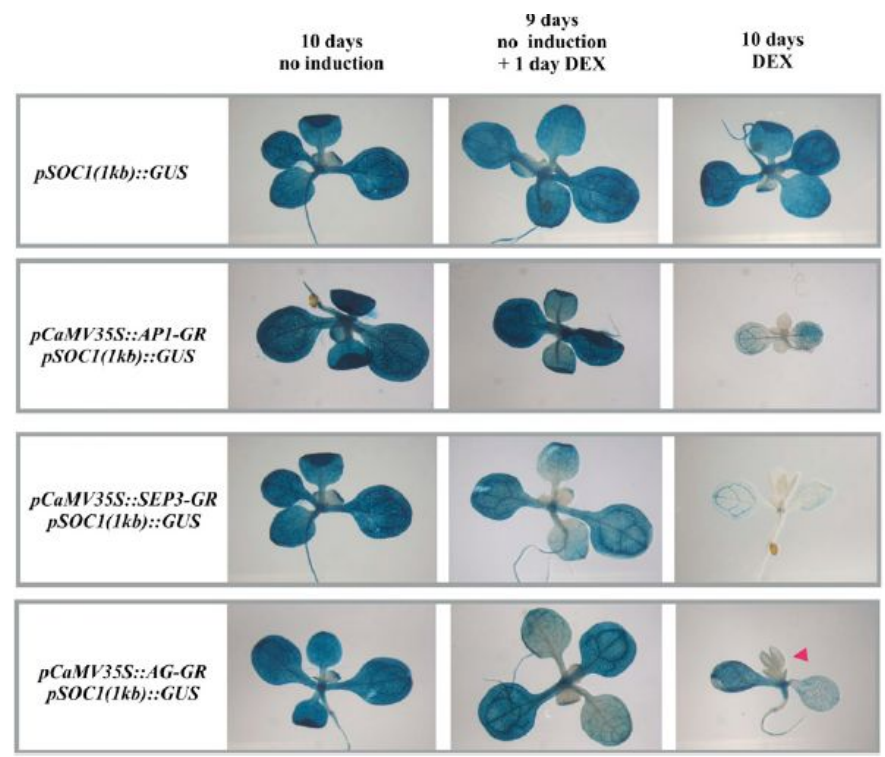 10 days
no induction
9 days
no induction
+ 1 day DEX
10 days
DEX
pSOC1(1kb)::GUS
pCaMV35S::AP1-GR
pSOC1(1kb)::GUS
pCaMV35S::SEP3-GR
pSOC1(1kb)::GUS
pCaMV35S::AG-GR
pSOC1(1kb)::GUS